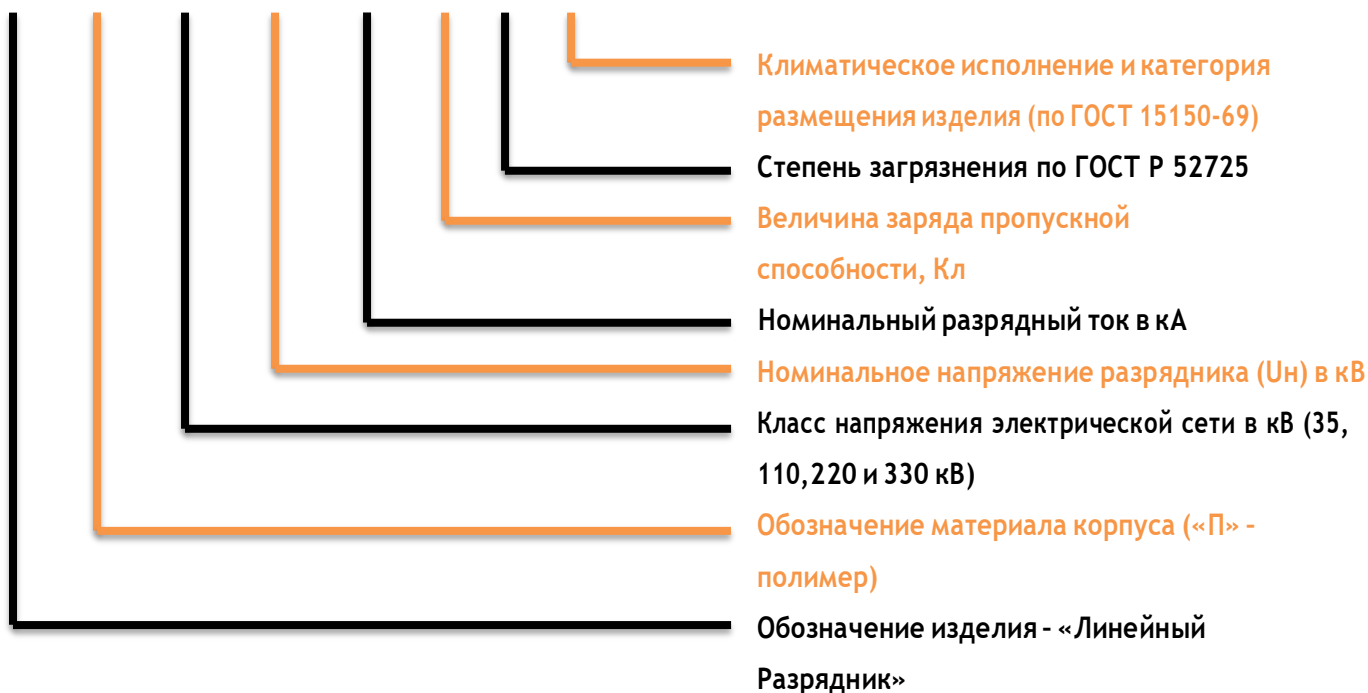 Климатическое исполнение и категория
размещения изделия (по ГОСТ 15150-69)
Степень загрязнения по ГОСТ Р 52725
Величина заряда пропускной
способности, Кл
Номинальный разрядный ток в кА
Номинальное напряжение разрядника (Uн) в кВ
Класс напряжения электрической сети в кВ (35,
110,220 и 330 кВ)
Обозначение материала корпуса («П» -
полимер)
Обозначение изделия - «Линейный
Разрядник»